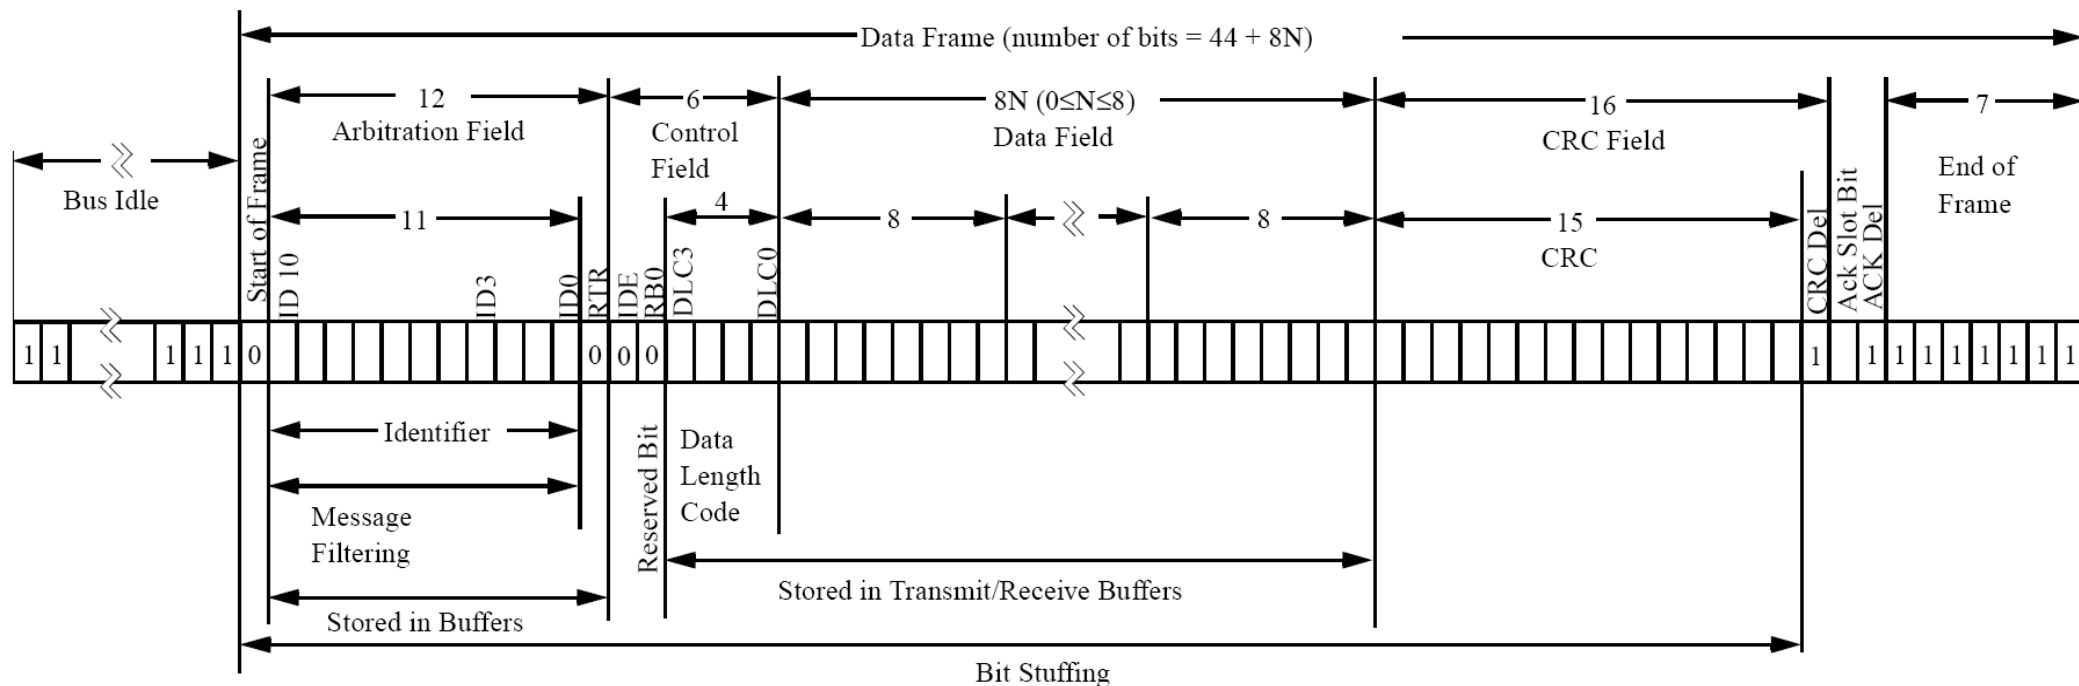 Data Frame (number of bits = 44 + 8N)
12
Arbitration Field
6
Control
Field
8N (0≤N≤8)
Data Field
16
CRC Field
7
End of
Frame
Bus Idle
Start of Frame
11
4
8
8
15
CRC
ID 10
ID3
ID0
RTR
IDE
RB0
DLC3
DLC0
CRC Del
Ack Slot Bit
ACK Del
1 1 1 1 1 0 0 0 0 1 1 1 1 1 1 1 1 1
Identifier
Message
Filtering
Stored in Buffers
Reserved Bit
Data
Length
Code
Stored in Transmit/Receive Buffers
Bit Stuffing